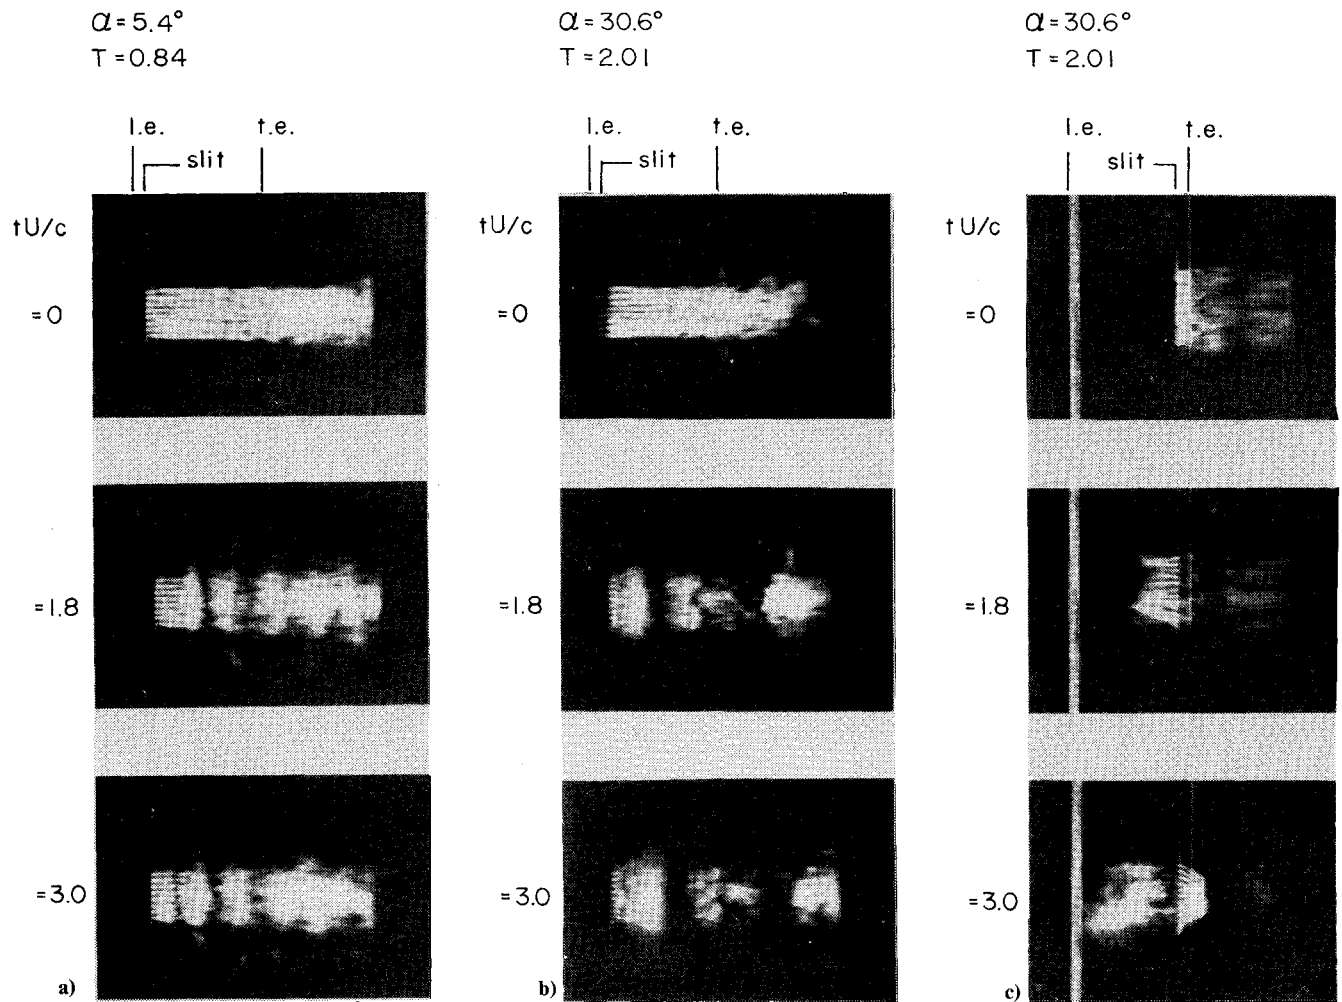 α=5.4°
T=0.84
l.e.
t.e.
slit
tU/c
=0
=1.8
=3.0
a)
α=30.6°
T=2.01
l.e.
t.e.
slit
tU/c
=0
=1.8
=3.0
b)
α=30.6°
T=2.01
l.e.
t.e.
slit
tU/c
=0
=1.8
=3.0
c)